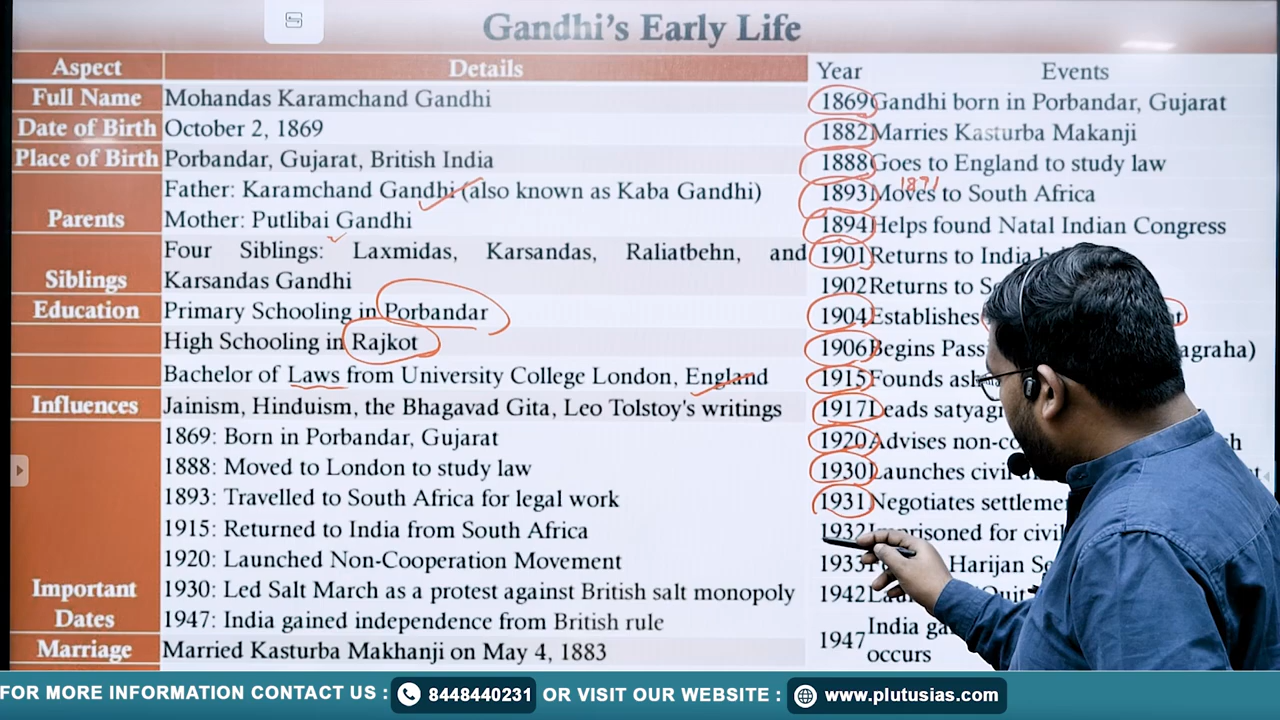 Gandhi's Early Life
Aspect Details
Full Name Mohandas Karamchand Gandhi
Date of Birth October 2, 1869
Place of Birth Porbandar, Gujarat, British India
Father: Karamchand Gandhi (also known as Kaba Gandhi)
Parents Mother: Putlibai Gandhi
Four Siblings: Laxmidas, Karsandas, Raliatbehn, and
Siblings Karsandas Gandhi
Education Primary Schooling in Porbandar
High Schooling in Rajkot
Bachelor of Laws from University College London, England
Influences Jainism, Hinduism, the Bhagavad Gita, Leo Tolstoy's writings
1869: Born in Porbandar, Gujarat
1888: Moved to London to study law
1893: Travelled to South Africa for legal work
1915: Returned to India from South Africa
1920: Launched Non-Cooperation Movement
Important 1930: Led Salt March as a protest against British salt monopoly
Dates 1947: India gained independence from British rule
Marriage Married Kasturba Makhanji on May 4, 1883
Year Events
1869 Gandhi born in Porbandar, Gujarat
1882 Marries Kasturba Makanji
1888 Goes to England to study law
1891
1893 Moves to South Africa
1894 Helps found Natal Indian Congress
1901 Returns to India
1902 Returns to
1904 Establishes
1906 Begins
1915 Founds
1917 Leads
1920 Advises
1930 Launches civil
1931 Negotiates
1932 Imprisoned for civil
1933 Harijan
1942
1947 India
occurs
FOR MORE INFORMATION CONTACT US : 8448440231 OR VISIT OUR WEBSITE : www.plutusias.com